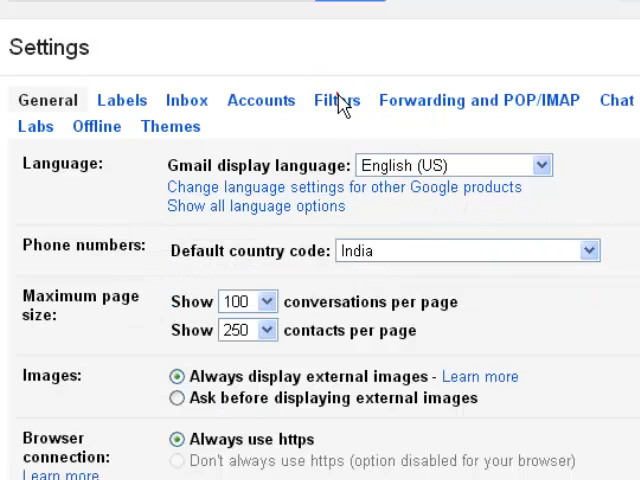 Settings
General Labels Inbox Accounts Filters Forwarding and POP/IMAP Chat
Labs Offline Themes
Language: Gmail display language: English (US)
Change language settings for other Google products
Show all language options
Phone numbers: Default country code: India
Maximum page size: Show 100 conversations per page
Show 250 contacts per page
Images: Always display external images - Learn more
Ask before displaying external images
Browser connection: Always use https
Learn more Don't always use https (option disabled for your browser)